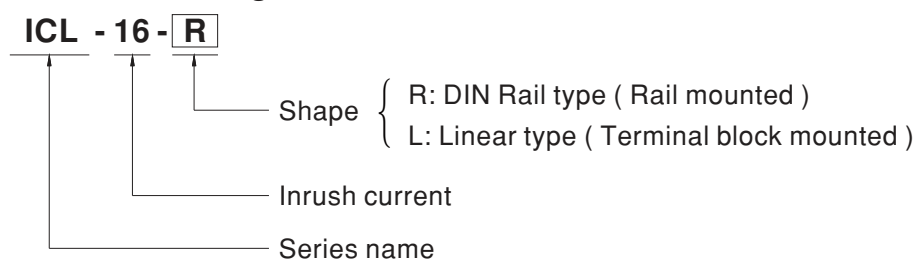 ICL - 16 - R
Shape { R: DIN Rail type ( Rail mounted )
L: Linear type ( Terminal block mounted )
Inrush current
Series name